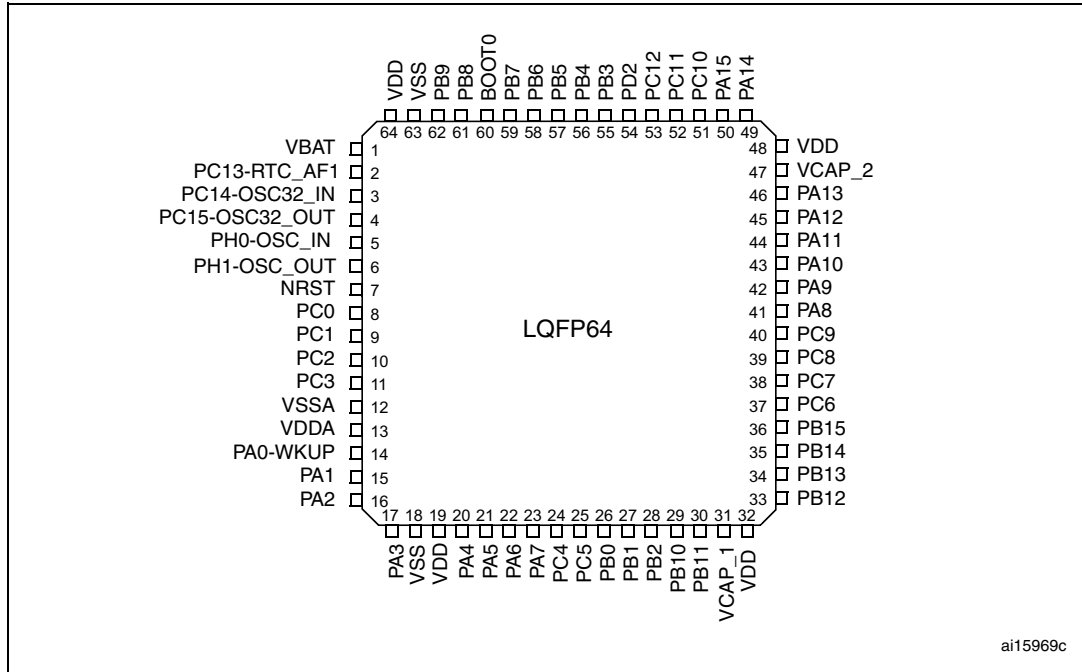 VDD
VSS
PB9
PB8
BOOT0
PB7
PB6
PB5
PB4
PB3
PD2
PC12
PC11
PC10
PA15
PA14
64 63 62 61 60 59 58 57 56 55 54 53 52 51 50 49
VBAT 1
PC13-RTC_AF1 2
PC14-OSC32_IN 3
PC15-OSC32_OUT 4
PH0-OSC_IN 5
PH1-OSC_OUT 6
NRST 7
PC0 8
PC1 9
PC2 10
PC3 11
VSSA 12
VDDA 13
PA0-WKUP 14
PA1 15
PA2 16
LQFP64
48 VDD
47 VCAP_2
46 PA13
45 PA12
44 PA11
43 PA10
42 PA9
41 PA8
40 PC9
39 PC8
38 PC7
37 PC6
36 PB15
35 PB14
34 PB13
33 PB12
17 18 19 20 21 22 23 24 25 26 27 28 29 30 31 32
PA3
VSS
VDD
PA4
PA5
PA6
PA7
PC4
PC5
PB0
PB1
PB2
PB10
PB11
VCAP_1
VDD
ai15969c